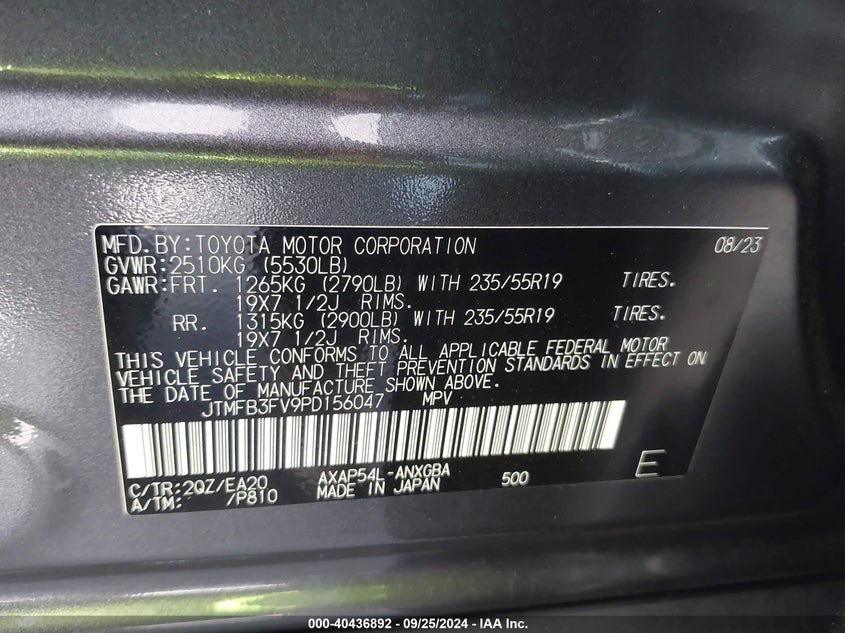 MFD.BY:TOYOTA MOTOR CORPORATION 08/23
GVWR:2510KG (5530LB)
GAWR:FRT. 1265KG (2790LB) WITH 235/55R19 TIRES.
19X7 1/2J RIMS.
RR. 1315KG (2900LB) WITH 235/55R19 TIRES.
19X7 1/2J RIMS.
THIS VEHICLE CONFORMS TO ALL APPLICABLE FEDERAL MOTOR
VEHICLE SAFETY AND THEFT PREVENTION STANDARDS IN EFFECT ON
THE DATE OF MANUFACTURE SHOWN ABOVE.
JTMFB3FV9PD156047 MPV
C/TR:2QZ/EA20 AXAP54L-ANXGBA 500 E
A/TM: /P810 MADE IN JAPAN
000-40436892 — 09/25/2024 — IAA Inc.